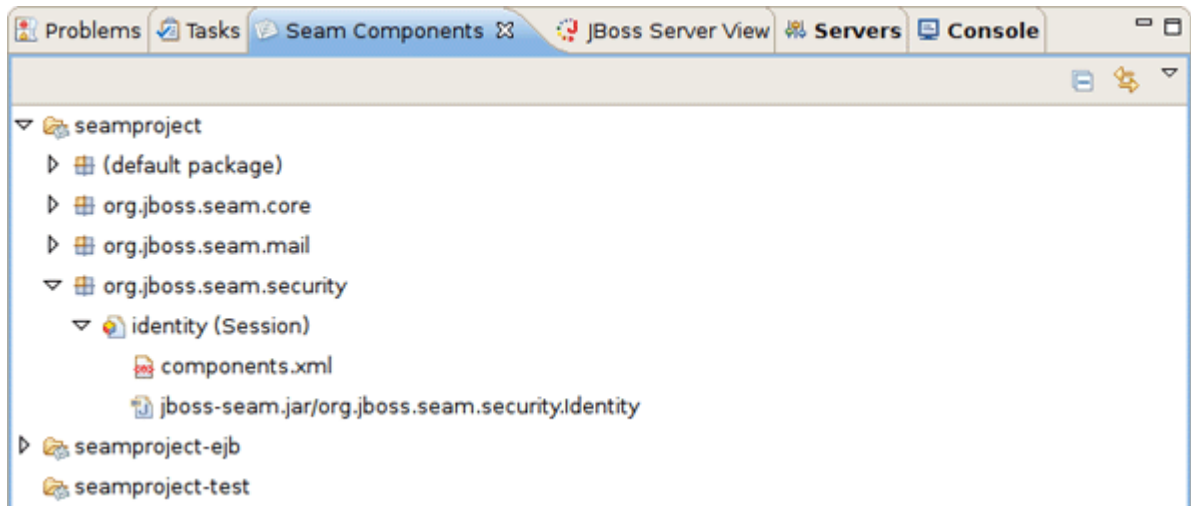 Problems Tasks Seam Components JBoss Server View Servers Console
seamproject
(default package)
org.jboss.seam.core
org.jboss.seam.mail
org.jboss.seam.security
identity (Session)
components.xml
jboss-seam.jar/org.jboss.seam.security.Identity
seamproject-ejb
seamproject-test